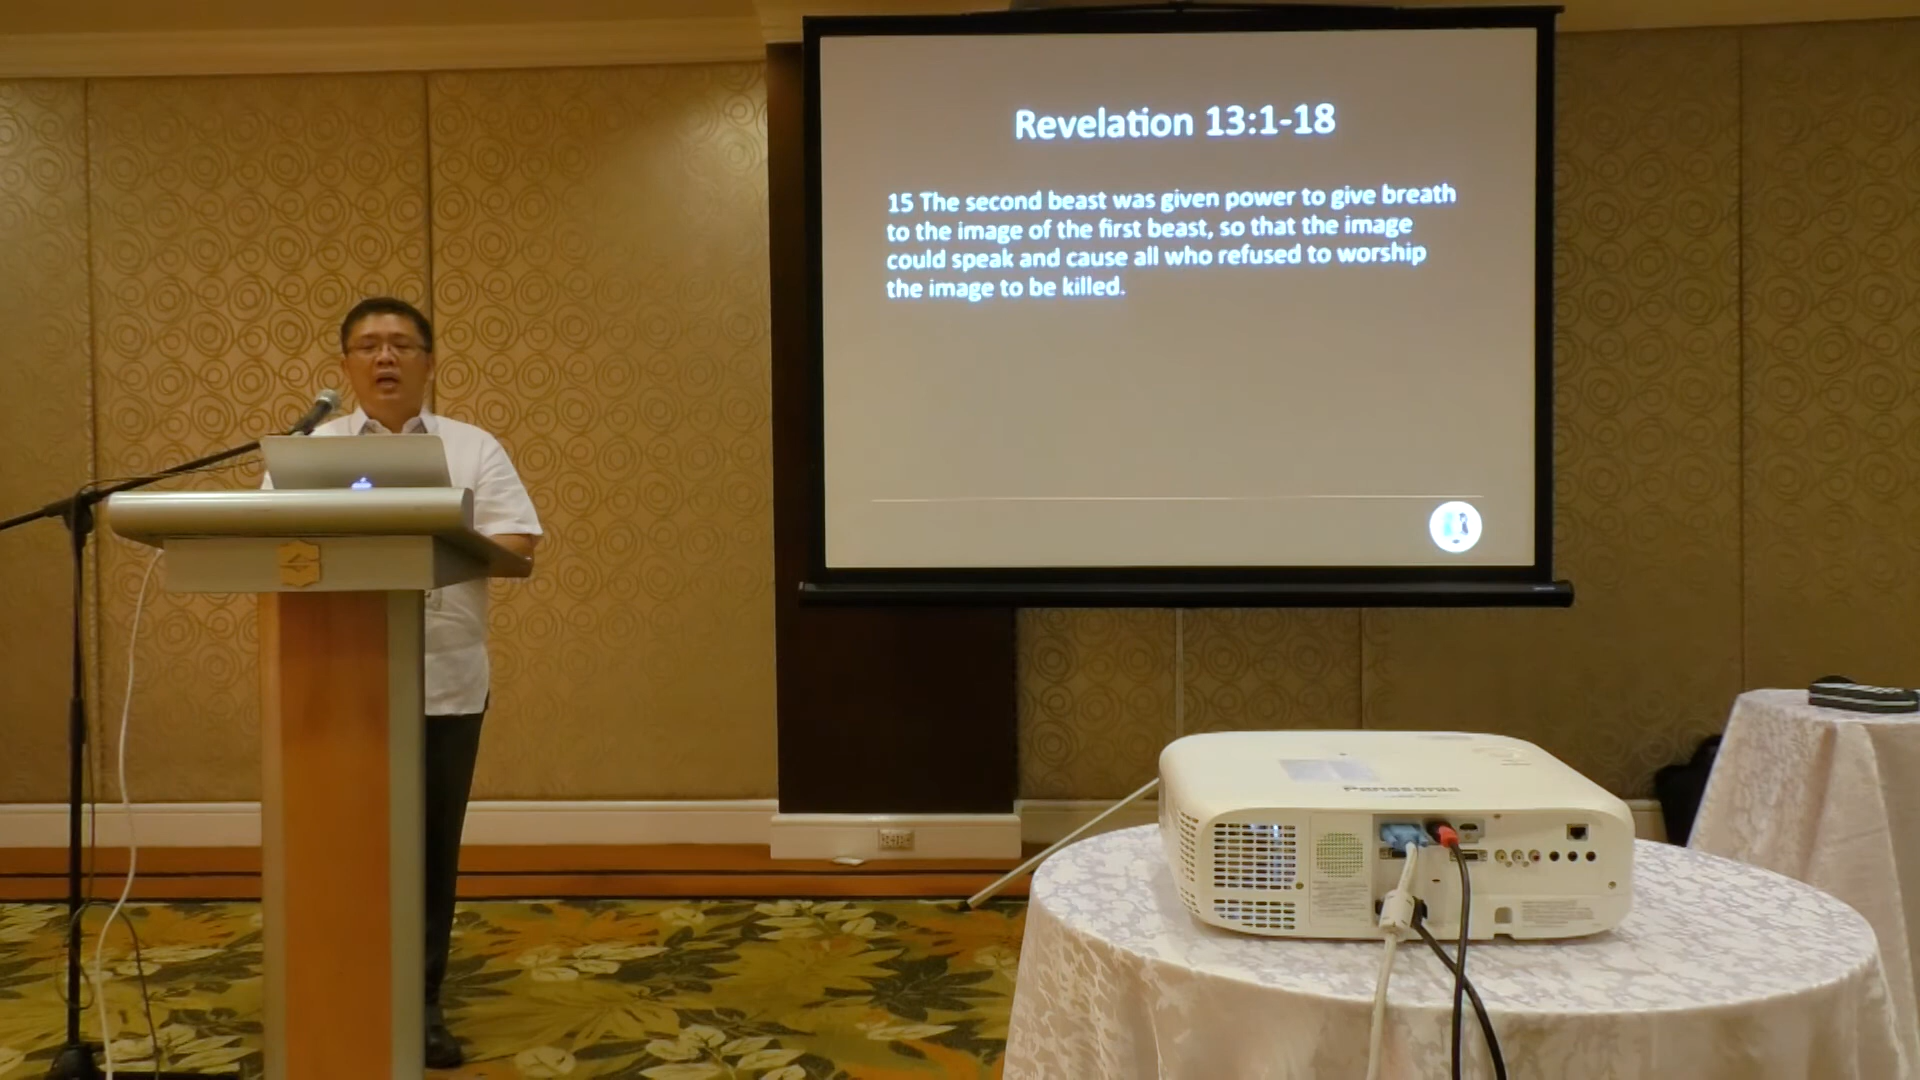 Revelation 13:1-18
15 The second beast was given power to give breath
to the image of the first beast, so that the image
could speak and cause all who refused to worship
the image to be killed.
Panasonic